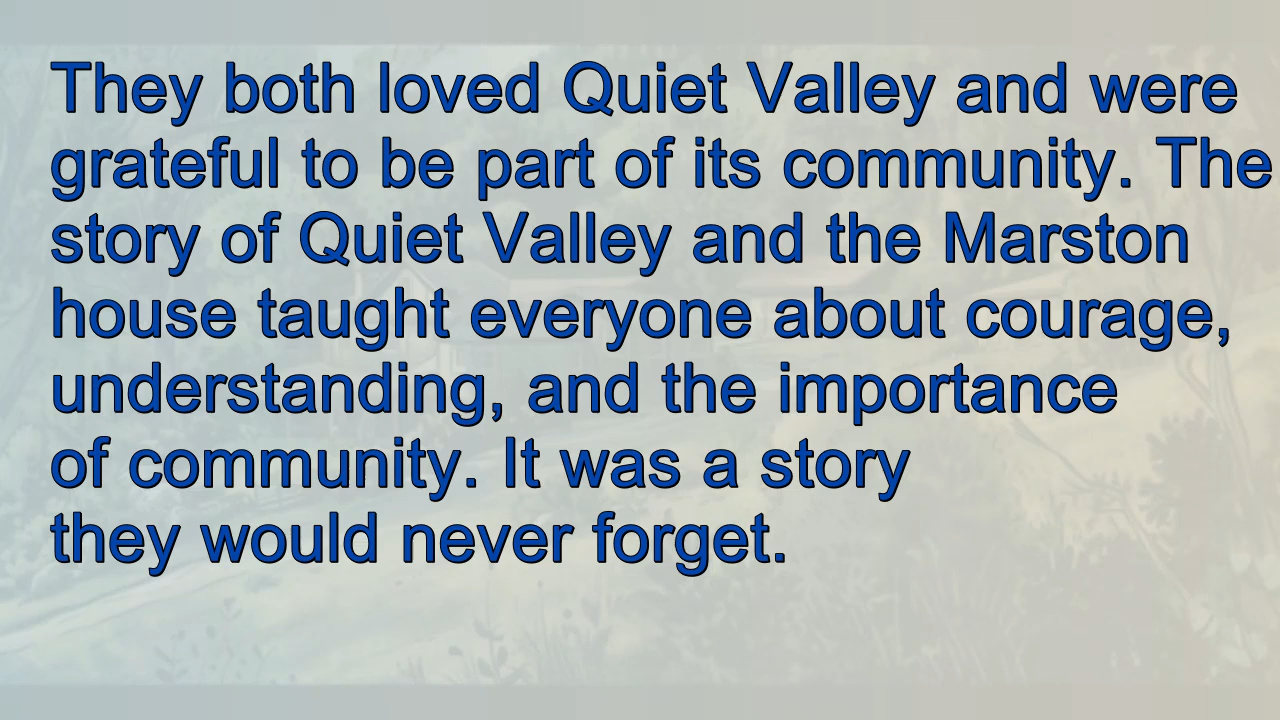 They both loved Quiet Valley and were
grateful to be part of its community. The
story of Quiet Valley and the Marston
house taught everyone about courage,
understanding, and the importance
of community. It was a story
they would never forget.